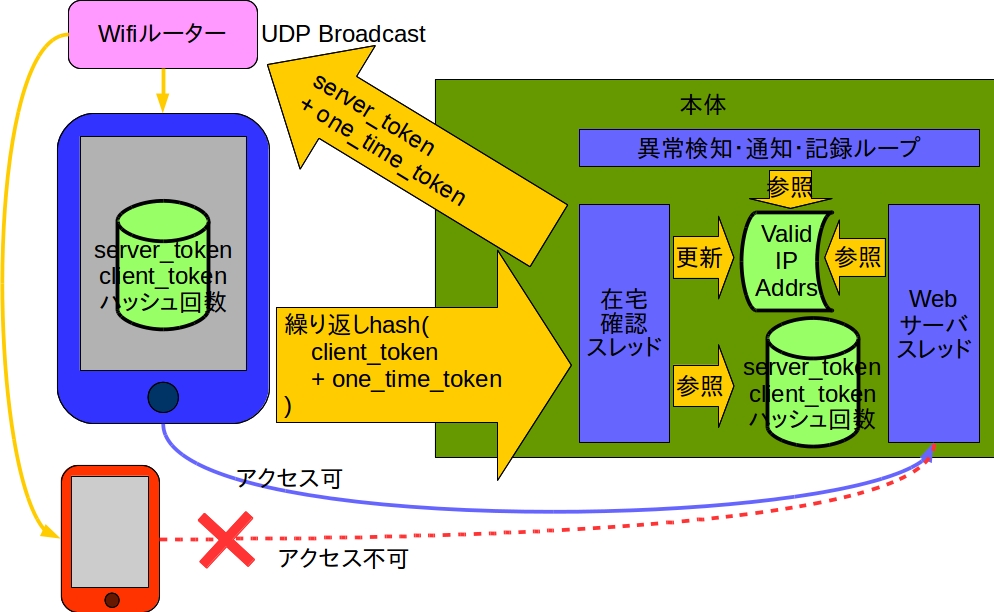 Wifiルーター
UDP Broadcast
server_token
+ one_time_token
本体
異常検知・通知・記録ループ
参照
server_token
client_token
ハッシュ回数
在宅
確認
スレッド
更新
Valid
IP
Addrs
参照
Web
サーバ
スレッド
繰り返しhash(
client_token
+ one_time_token
)
参照
server_token
client_token
ハッシュ回数
アクセス可
アクセス不可